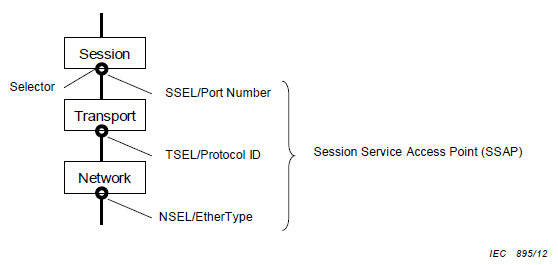 Session
Selector
SSEL/Port Number
Transport
TSEL/Protocol ID
Session Service Access Point (SSAP)
Network
NSEL/EtherType
IEC 895/12